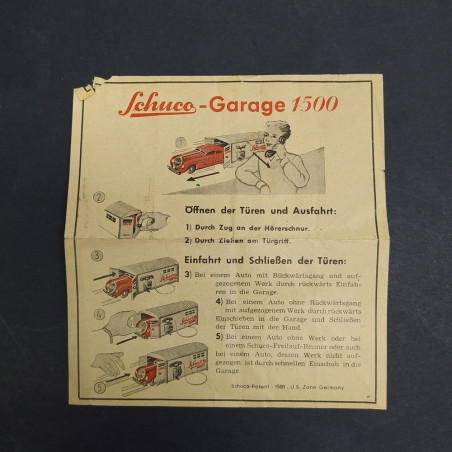 Schuco-Garage 1500
1
Öffnen der Türen und Ausfahrt:
2
1) Durch Zug an der Hörerschnur.
2) Durch Ziehen am Türgriff.
Einfahrt und Schließen der Türen:
3
3) Bei einem Auto mit Rückwärtsgang und auf-
gezogenem Werk durch rückwärts Einfah-
ren in die Garage.
4
4) Bei einem Auto ohne Rückwärtsgang
mit aufgezogenem Werk durch rückwärts
Einschieben in die Garage und Schließen
der Türen mit der Hand.
5
5) Bei einem Auto ohne Werk oder bei
einem Schuco-Freilauf-Renner oder auch
bei einem Auto, dessen Werk nicht auf-
gezogen ist durch schnellen Einschub in die
Garage
Schuco-Patent - 1500 - U.S. Zone Germany